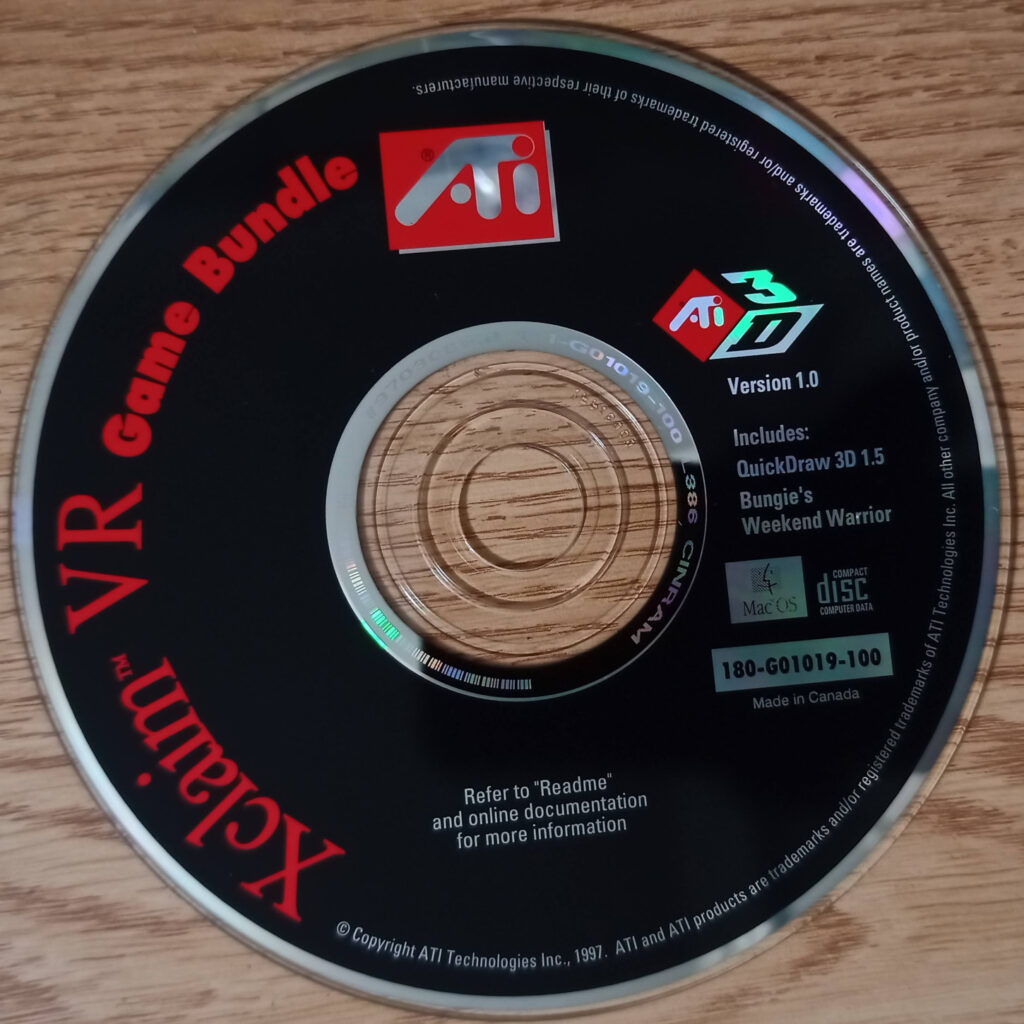 Xclaim™ VR Game Bundle
® ATi
ATi 3D
Version 1.0
Includes:
QuickDraw 3D 1.5
Bungie's
Weekend Warrior
Mac OS
COMPACT
disc
COMPUTER DATA
180-G01019-100
Made in Canada
Refer to "Readme"
and online documentation
for more information
© Copyright ATI Technologies Inc., 1997. ATI and ATI products are trademarks and/or registered trademarks of ATI Technologies Inc. All other company and/or product names are trademarks and/or registered trademarks of their respective manufacturers.
1-G01019-100
CINRAM